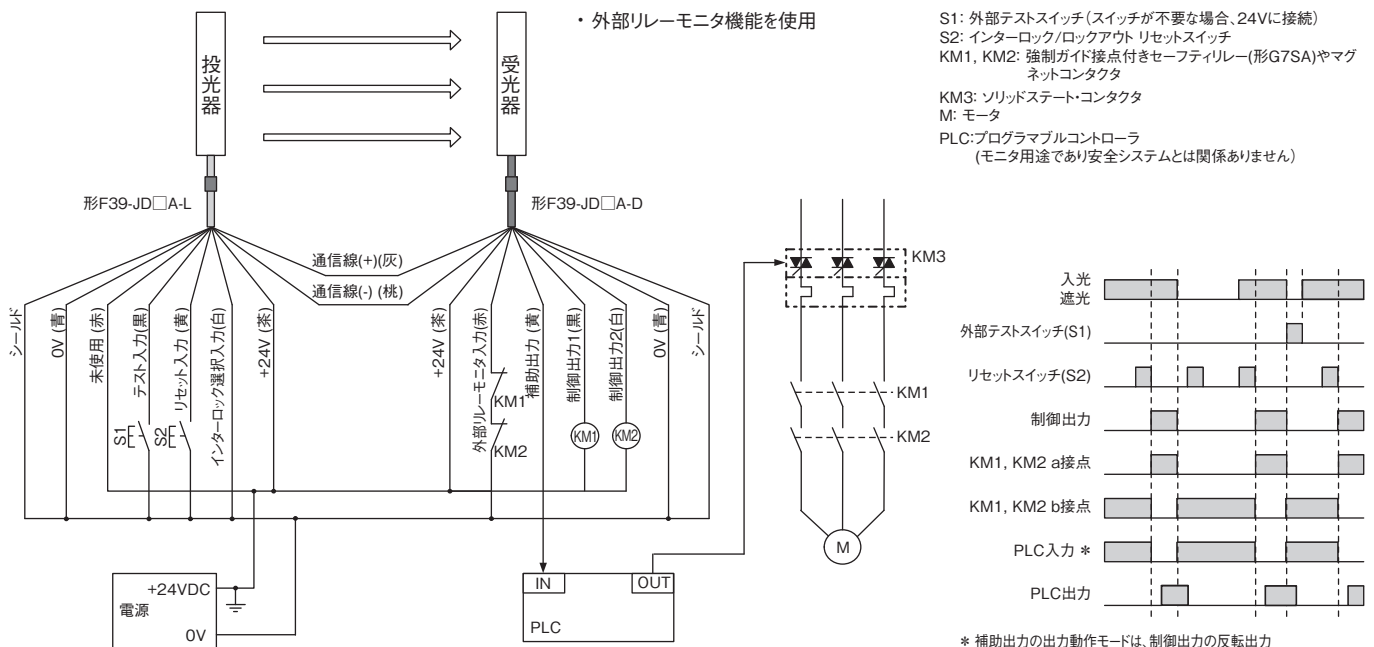 ・ 外部リレーモニタ機能を使用
S1: 外部テストスイッチ（スイッチが不要な場合、24Vに接続）
S2: インターロック/ロックアウト リセットスイッチ
KM1, KM2: 強制ガイド接点付きセーフティリレー(形G7SA)やマグ
ネットコンタクタ
KM3: ソリッドステート・コンタクタ
M: モータ
PLC:プログラマブルコントローラ
(モニタ用途であり安全システムとは関係ありません)
投光器
受光器
形F39-JD□A-L
形F39-JD□A-D
通信線(+)(灰)
通信線(-) (桃)
シールド
0V (青)
未使用 (赤)
テスト入力(黒)
リセット入力 (黄)
インターロック選択入力(白)
+24V (茶)
+24V (茶)
外部リレーモニタ入力(赤)
補助出力 (黄)
制御出力1(黒)
制御出力2(白)
0V (青)
シールド
S1
S2
KM1
KM2
KM1
KM2
KM3
KM1
KM2
M
+24VDC
電源
0V
IN
OUT
PLC
入光
遮光
外部テストスイッチ(S1)
リセットスイッチ(S2)
制御出力
KM1, KM2 a接点
KM1, KM2 b接点
PLC入力 *
PLC出力
* 補助出力の出力動作モードは、制御出力の反転出力